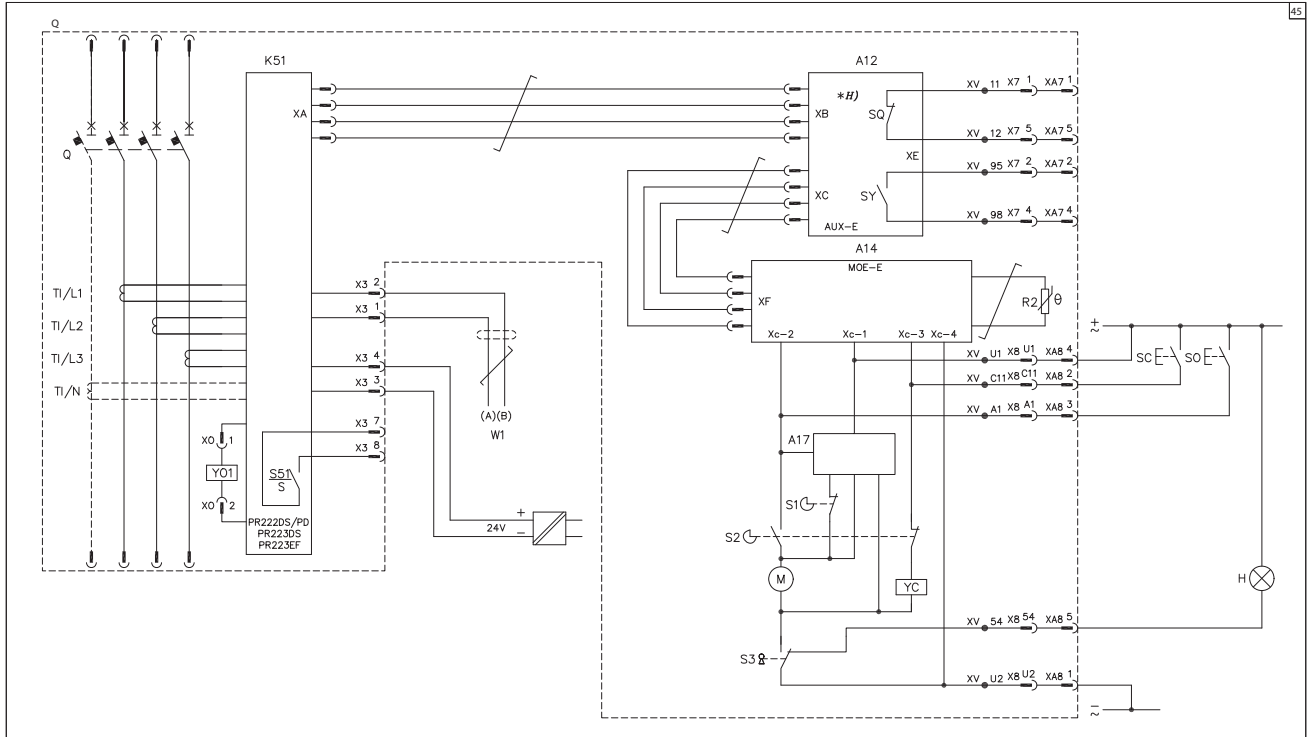 45
Q
K51
A12
XA
*H)
XB
SQ
XE
XC
SY
AUX-E
XV 11 X7 1 XA7 1
XV 12 X7 5 XA7 5
XV 95 X7 2 XA7 2
XV 98 X7 4 XA7 4
Q
A14
MOE-E
XF
R2 θ
Xc-2 Xc-1 Xc-3 Xc-4
TI/L1
TI/L2
TI/L3
TI/N
X3 2
X3 1
X3 4
X3 3
X3 7
X3 8
(A)(B)
W1
+
~
SC
SO
XV U1 X8 U1 XA8 4
XV C11 X8 C11 XA8 2
XV A1 X8 A1 XA8 3
A17
XO 1
YO1
XO 2
S51
S
PR222DS/PD
PR223DS
PR223EF
24V
+
−
S1
S2
M
YC
H
XV 54 X8 54 XA8 5
S3
XV U2 X8 U2 XA8 1
−
~